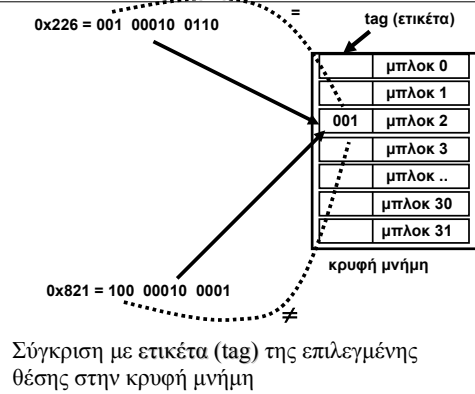 0x226 = 001 00010 0110
=
tag (ετικέτα)
μπλοκ 0
μπλοκ 1
001 μπλοκ 2
μπλοκ 3
μπλοκ ..
μπλοκ 30
μπλοκ 31
κρυφή μνήμη
0x821 = 100 00010 0001
≠
Σύγκριση με ετικέτα (tag) της επιλεγμένης
θέσης στην κρυφή μνήμη